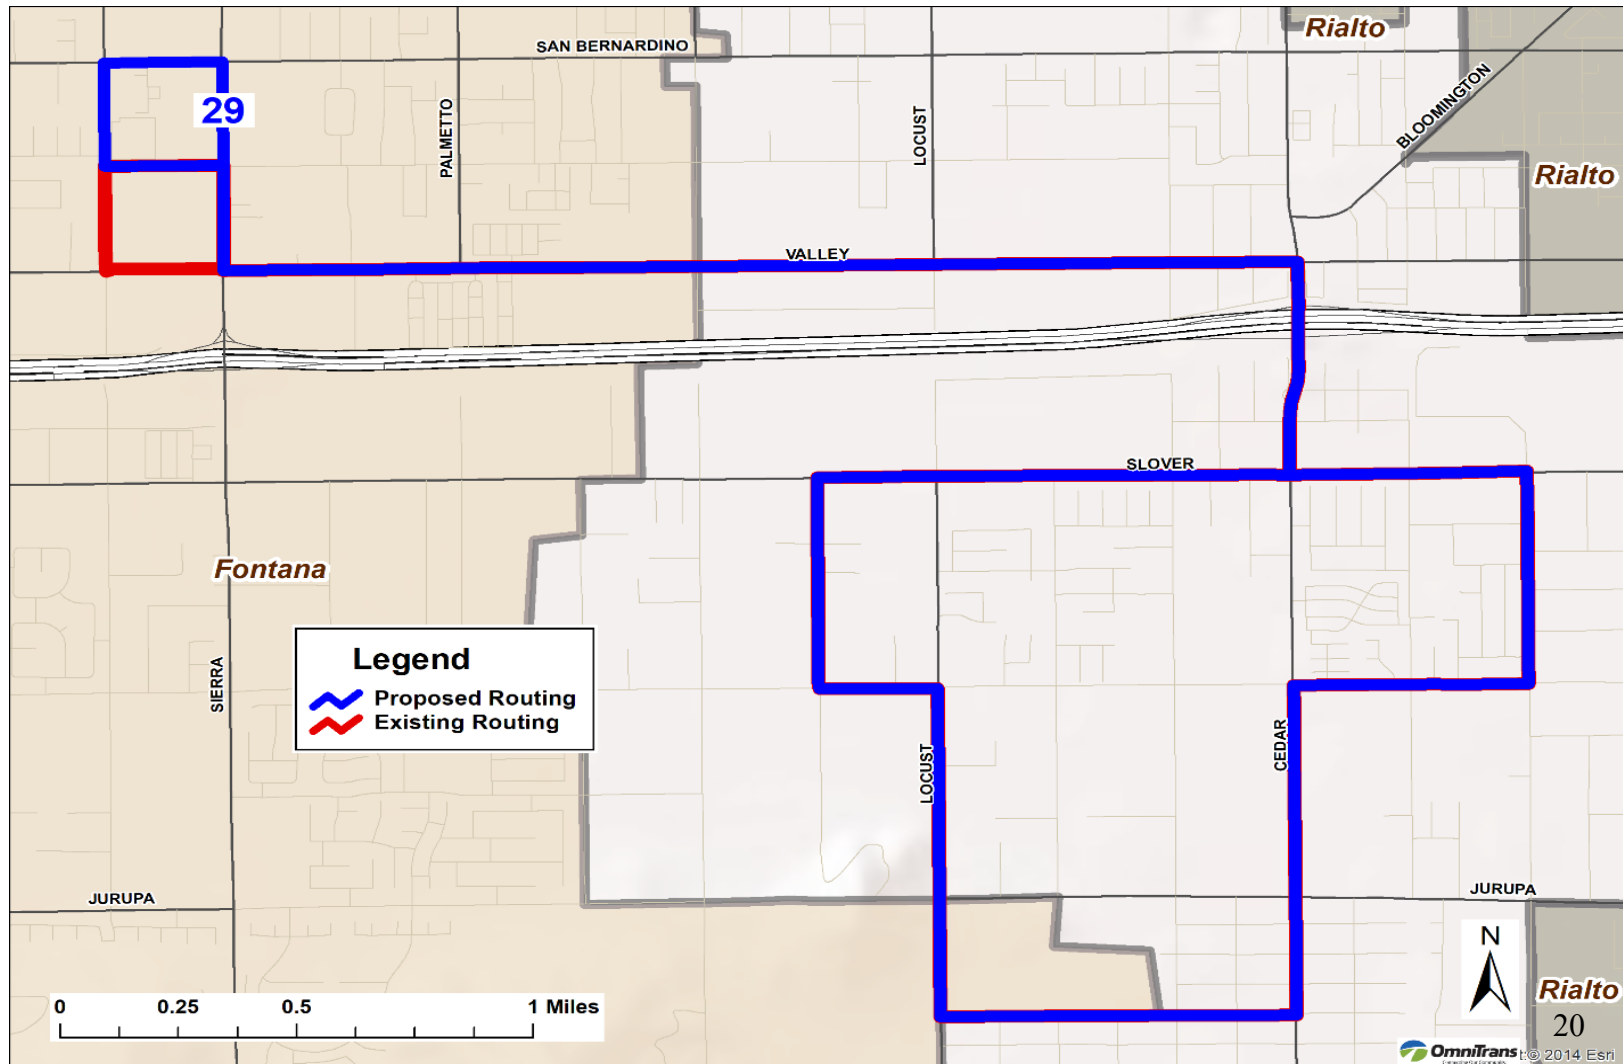 Rialto
SAN BERNARDINO
29
PALMETTO
LOCUST
BLOOMINGTON
Rialto
VALLEY
SLOVER
Fontana
SIERRA
Legend
Proposed Routing
Existing Routing
LOCUST
CEDAR
JURUPA
JURUPA
N
0 0.25 0.5 1 Miles
Rialto
20
OmniTrans
© 2014 Esri